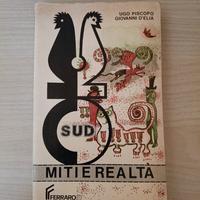 UGO PISCOPO
GIOVANNI D'ELIA
SUD
MITI E REALTÀ
FERRARO